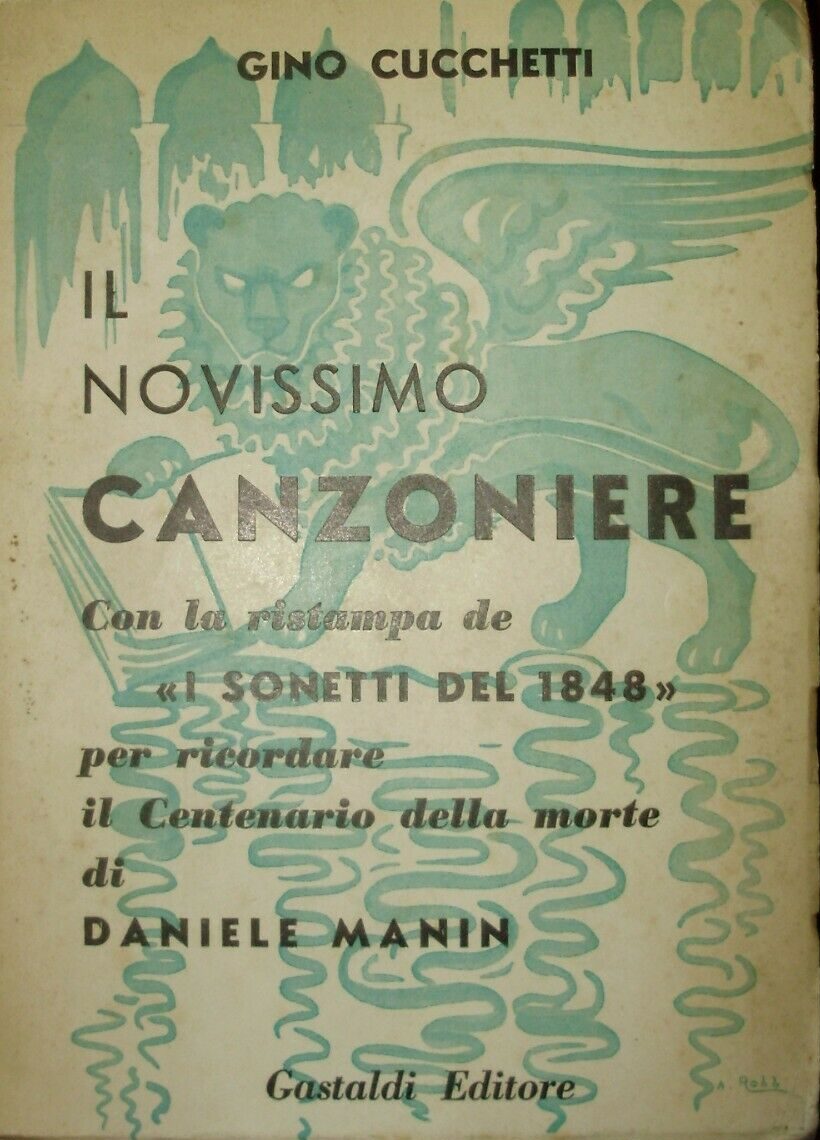 GINO CUCCHETTI
IL
NOVISSIMO
CANZONIERE
Con la ristampa de
«I SONETTI DEL 1848»
per ricordare
il Centenario della morte
di
DANIELE MANIN
Gastaldi Editore